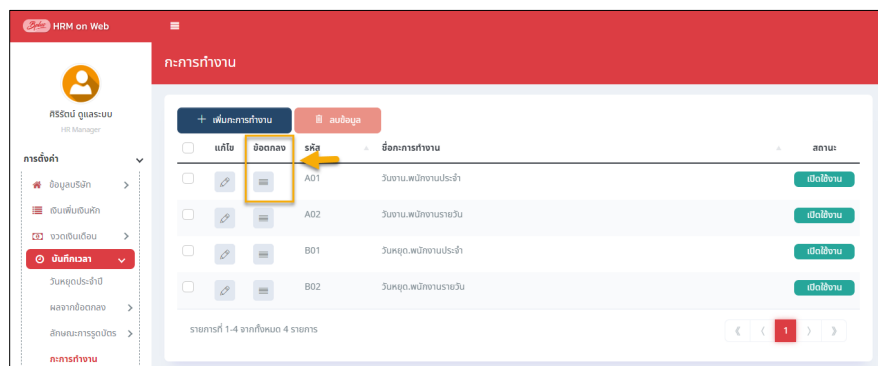 HRM on Web
กะการทำงาน
ศิริรัตน์ ดูแลระบบ
HR Manager
การตั้งค่า
ข้อมูลบริษัท
เงินเพิ่มเงินหัก
งวดเงินเดือน
บันทึกเวลา
วันหยุดประจำปี
ผลจากข้อตกลง
ลักษณะการรูดบัตร
กะการทำงาน
+ เพิ่มกะการทำงาน ลบข้อมูล
แก้ไข ข้อตกลง รหัส ชื่อกะการทำงาน สถานะ
A01 วันงาน.พนักงานประจำ เปิดใช้งาน
A02 วันงาน.พนักงานรายวัน เปิดใช้งาน
B01 วันหยุด.พนักงานประจำ เปิดใช้งาน
B02 วันหยุด.พนักงานรายวัน เปิดใช้งาน
รายการที่ 1-4 จากทั้งหมด 4 รายการ
1